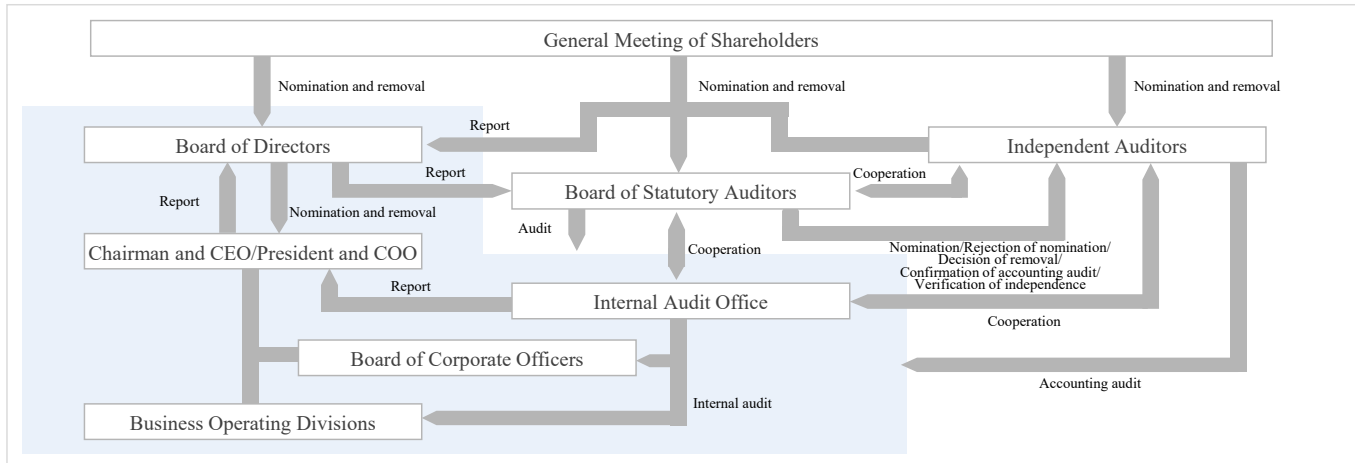 General Meeting of Shareholders
Nomination and removal
Nomination and removal
Nomination and removal
Report
Board of Directors
Independent Auditors
Report
Cooperation
Board of Statutory Auditors
Report
Nomination and removal
Audit
Chairman and CEO/President and COO
Cooperation
Nomination/Rejection of nomination/
Decision of removal/
Confirmation of accounting audit/
Verification of independence
Report
Internal Audit Office
Cooperation
Board of Corporate Officers
Accounting audit
Internal audit
Business Operating Divisions